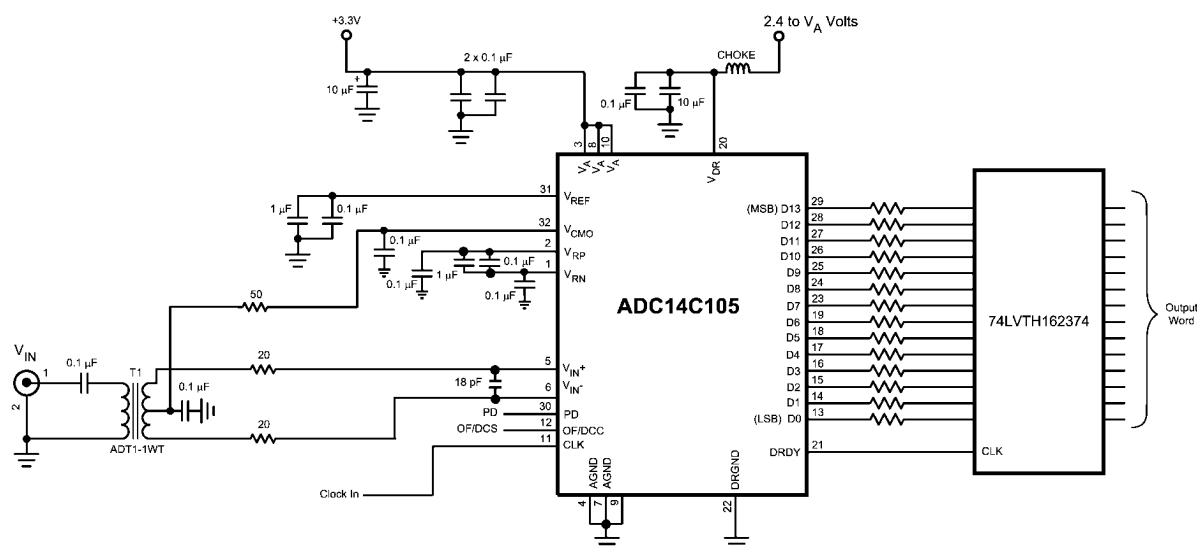 +3.3V
2.4 to VA Volts
CHOKE
2 x 0.1 µF
10 µF
+
0.1 µF
10 µF
3
8
10
20
VA
VA
VA
VDR
31
VREF
1 µF
0.1 µF
32
VCMO
0.1 µF
2
VRP
0.1 µF
1 µF
0.1 µF
1
VRN
0.1 µF
50
ADC14C105
VIN
1
2
0.1 µF
T1
0.1 µF
ADT1-1WT
20
20
18 pF
5
VIN+
6
VIN-
PD
30
PD
OF/DCS
12
OF/DCC
11
CLK
Clock In
AGND
AGND
4
7
9
DRGND
22
(MSB) D13
29
D12
28
D11
27
D10
26
D9
25
D8
24
D7
23
D6
19
D5
18
D4
17
D3
16
D2
15
D1
14
(LSB) D0
13
DRDY
21
74LVTH162374
CLK
Output
Word